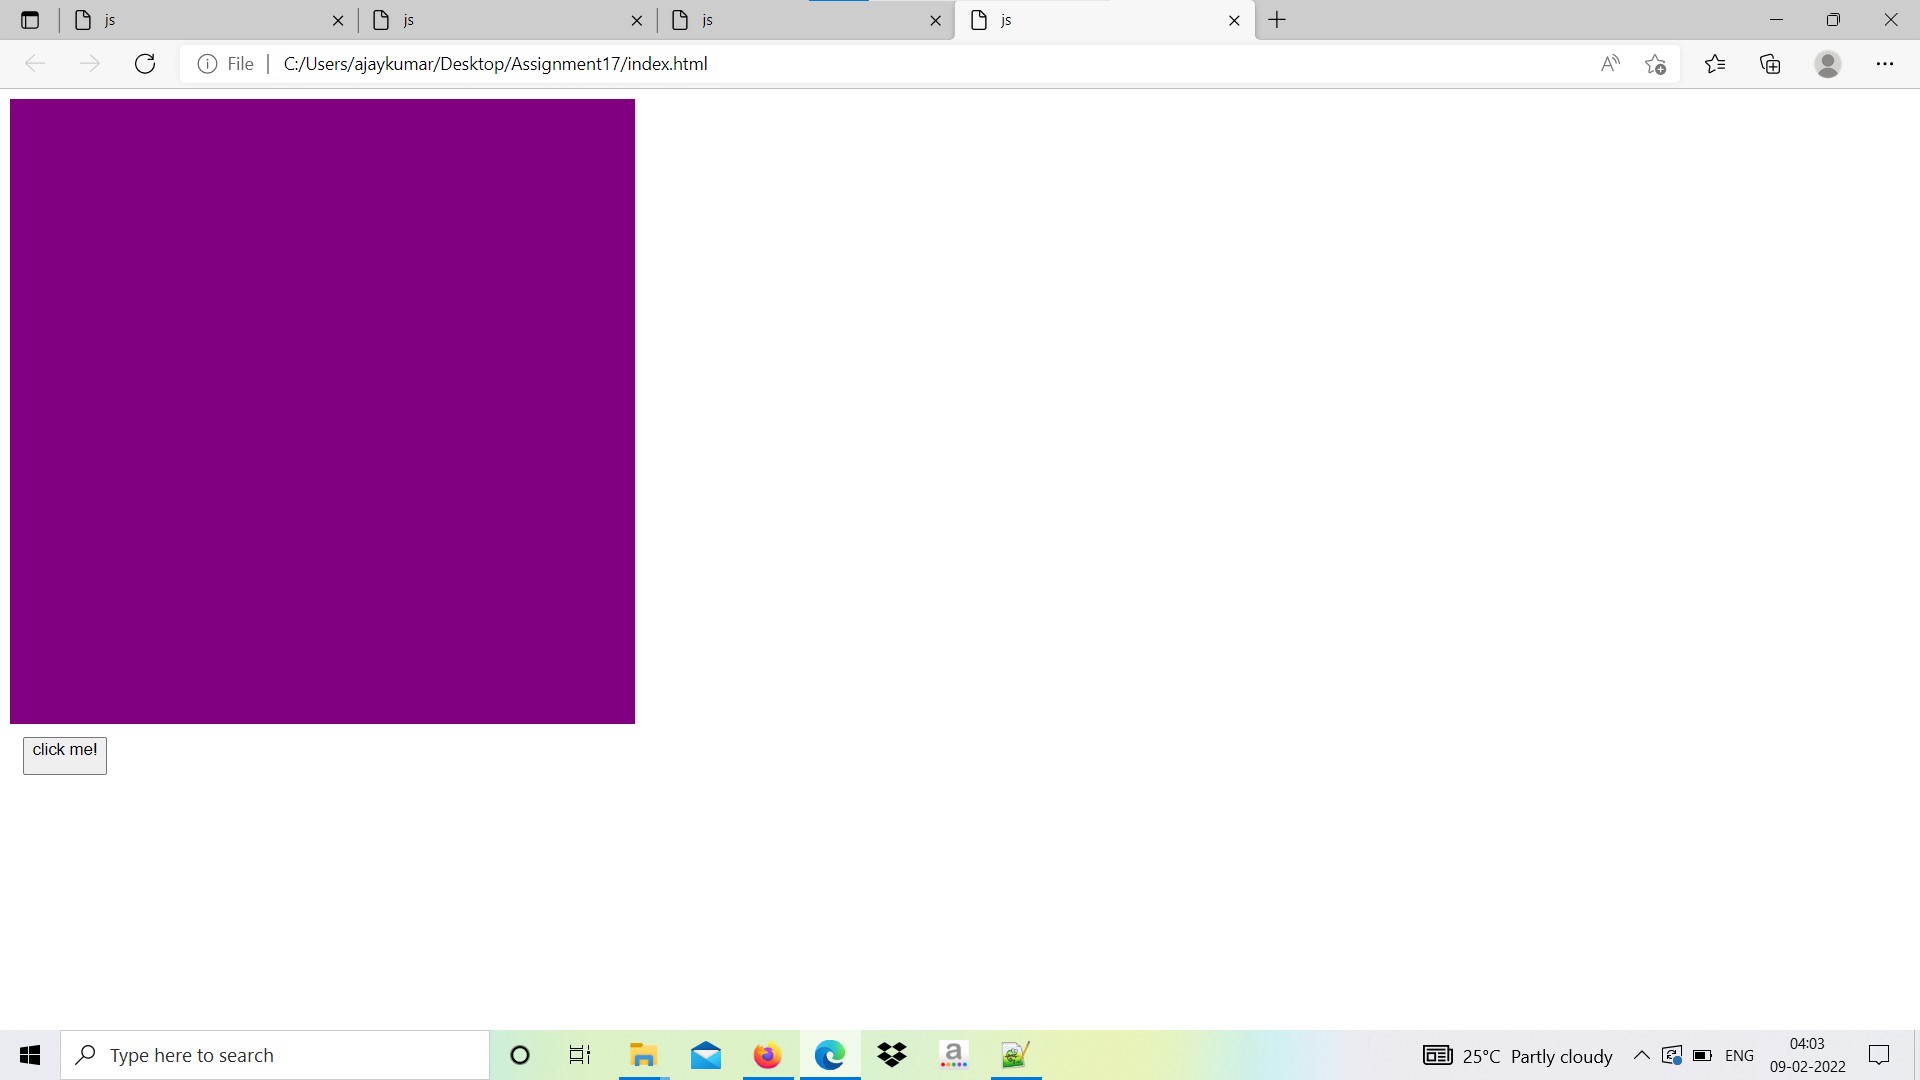 js
js
js
js
File
C:/Users/ajaykumar/Desktop/Assignment17/index.html
click me!
Type here to search
25°C Partly cloudy
ENG
04:03
09-02-2022